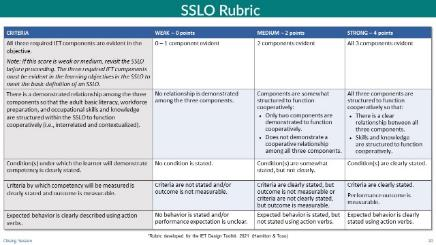 SSLO Rubric
CRITERIA WEAK – 0 points MEDIUM – 2 points STRONG – 4 points
All three required IET components are evident in the
objective.
Note: If this score is weak or medium, revisit the SSLO
before proceeding. The three required IET components
must be evident in the learning objectives in the SSLO to
meet the basic definition of an SSLO.
0 – 1 components evident
2 components evident
All 3 components evident
There is a demonstrated relationship among the three
components so that the adult basic literacy, workforce
preparation, and occupational skills and knowledge
are structured within the SSLO to function
cooperatively (i.e., interrelated and contextualized).
No relationship is demonstrated
among the three components.
Components are somewhat
structured to function
cooperatively:
• Only two components are
demonstrated to function
cooperatively.
• Does not demonstrate a
cooperative relationship
among all three components.
All three components are
structured to function
cooperatively so that:
• There is a clear
relationship between all
three components.
• Skills and knowledge
are structured to
function cooperatively.
Condition(s) under which the learner will demonstrate
competency is clearly stated.
No condition is stated.
Condition(s) are somewhat
stated, but not clearly.
Condition(s) are clearly stated.
Criteria by which competency will be measured is
clearly stated and outcome is measurable.
Criteria are not stated and/or
outcome is not measurable.
Criteria are clearly stated, but
outcome is not measurable or
criteria are not clearly stated,
but outcome is measurable.
Criteria are clearly stated.
Performance outcome is
measurable.
Expected behavior is clearly described using action
verbs.
No behavior is stated and/or
performance expectation is unclear.
Expected behavior is stated, but
not stated using action verbs.
Expected behavior is clearly
stated using action verbs.
*Rubric developed for the IET Design Toolkit, 2021
Closing Session